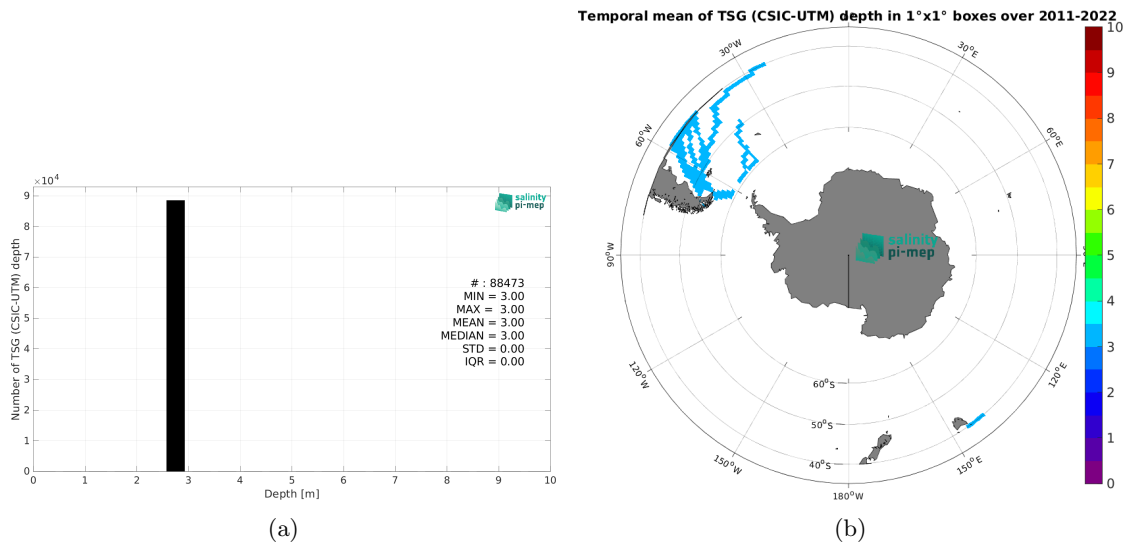 Temporal mean of TSG (CSIC-UTM) depth in 1°x1° boxes over 2011-2022
×10⁴
9
8
7
6
5
4
3
2
1
0
Number of TSG (CSIC-UTM) depth
salinity
pi-mep
# : 88473
MIN = 3.00
MAX = 3.00
MEAN = 3.00
MEDIAN = 3.00
STD = 0.00
IQR = 0.00
0 1 2 3 4 5 6 7 8 9 10
Depth [m]
(a)
30°W
30°E
60°W
60°E
90°W
salinity
pi-mep
120°W
120°E
60°S
50°S
40°S
150°W
150°E
180°W
10
9
8
7
6
5
4
3
2
1
0
(b)